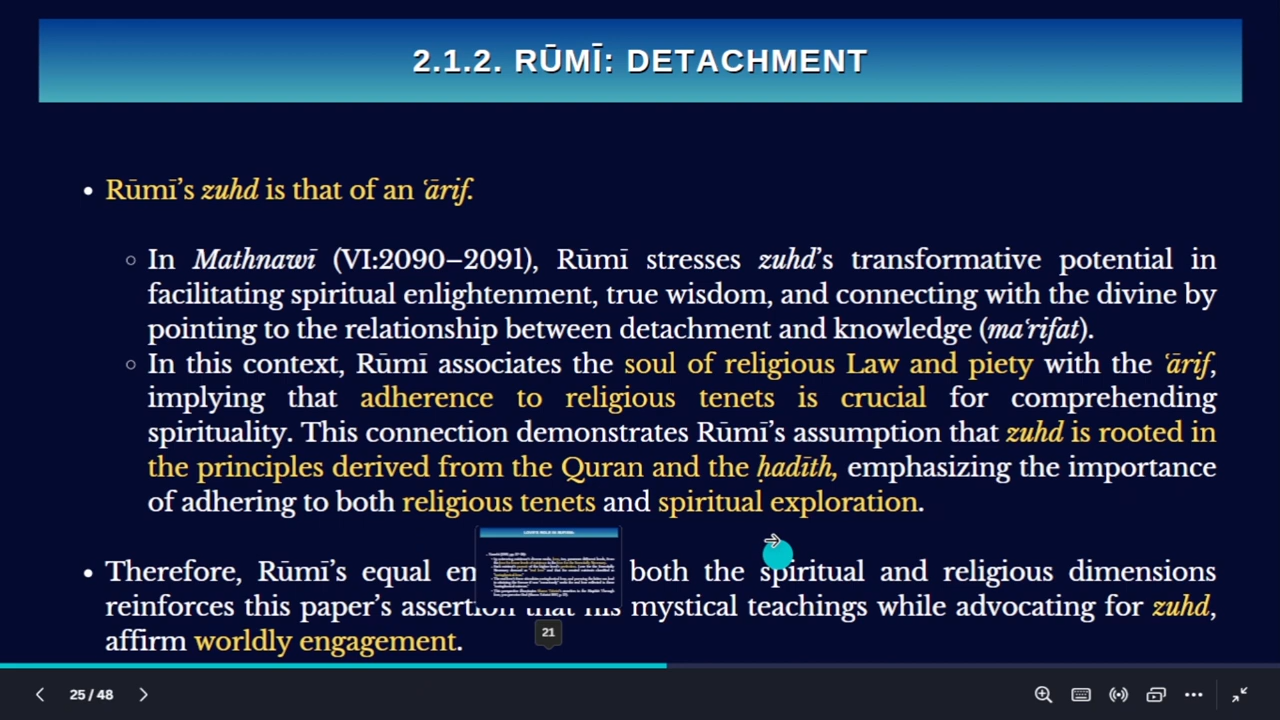 2.1.2. RŪMĪ: DETACHMENT
• Rūmī’s zuhd is that of an ʿārif.
○ In Mathnawī (VI:2090–2091), Rūmī stresses zuhd’s transformative potential in
facilitating spiritual enlightenment, true wisdom, and connecting with the divine by
pointing to the relationship between detachment and knowledge (maʿrifat).
○ In this context, Rūmī associates the soul of religious Law and piety with the ʿārif,
implying that adherence to religious tenets is crucial for comprehending
spirituality. This connection demonstrates Rūmī’s assumption that zuhd is rooted in
the principles derived from the Quran and the ḥadīth, emphasizing the importance
of adhering to both religious tenets and spiritual exploration.
• Therefore, Rūmī’s equal both the spiritual and religious dimensions
reinforces this paper’s assertion that his mystical teachings while advocating for zuhd,
affirm worldly engagement.
21
25 / 48